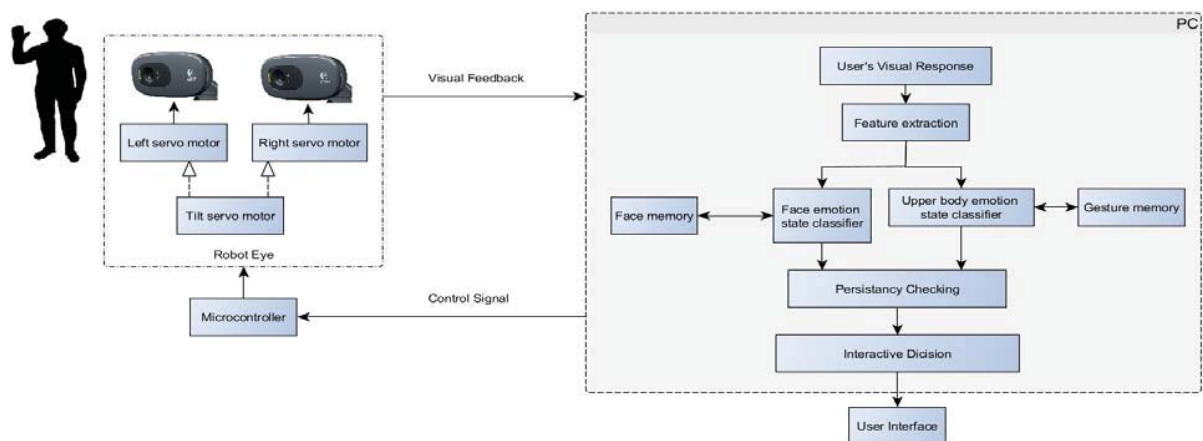 PC
User's Visual Response
Visual Feedback
Feature extraction
Left servo motor
Right servo motor
Face memory
Face emotion
state classifier
Upper body emotion
state classifier
Gesture memory
Tilt servo motor
Robot Eye
Persistancy Checking
Control Signal
Microcontroller
Interactive Dicision
User Interface